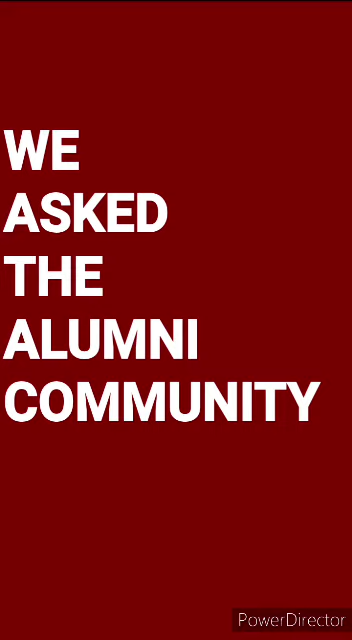 WE
ASKED
THE
ALUMNI
COMMUNITY
PowerDirector